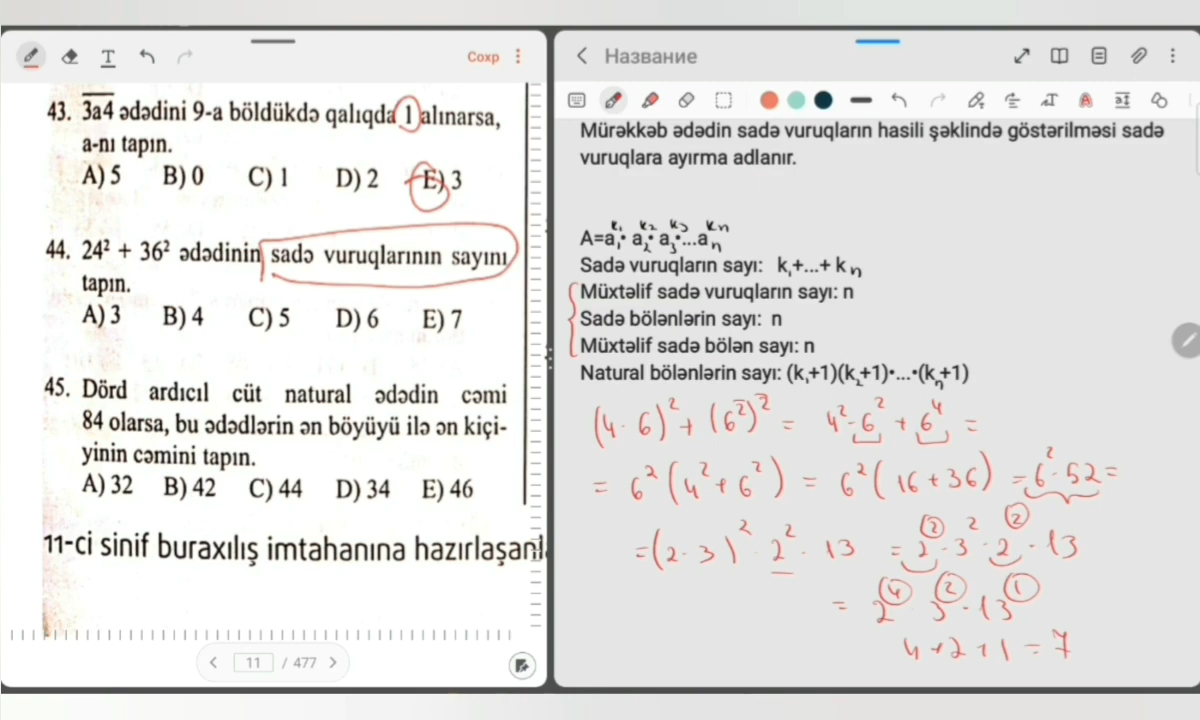 Сохр
43. 3a4 ədədini 9-a böldükdə qalıqda 1 alınarsa,
a-nı tapın.
A) 5 B) 0 C) 1 D) 2 E) 3
44. 24² + 36² ədədinin sadə vuruqlarının sayını
tapın.
A) 3 B) 4 C) 5 D) 6 E) 7
45. Dörd ardıcıl cüt natural ədədin cəmi
84 olarsa, bu ədədlərin ən böyüyü ilə ən kiçi-
yinin cəmini tapın.
A) 32 B) 42 C) 44 D) 34 E) 46
11-ci sinif buraxılış imtahanına hazırlaşanl
11 / 477
Название
Mürəkkəb ədədin sadə vuruqların hasili şəklində göstərilməsi sadə
vuruqlara ayırma adlanır.
A=a₁^k₁• a₂^k₂• a₃^k₃•...aₙ^kn
Sadə vuruqların sayı: k₁+...+kₙ
Müxtəlif sadə vuruqların sayı: n
Sadə bölənlərin sayı: n
Müxtəlif sadə bölən sayı: n
Natural bölənlərin sayı: (k₁+1)(k₂+1)•...•(kₙ+1)
(4·6)² + (6²)² = 4²·6² + 6⁴ =
= 6²(4²+6²) = 6²(16+36) = 6²·52 =
=(2·3)²·2²·13 = 2²·3²·2²·13
= 2⁴·3²·13¹
4+2+1=7